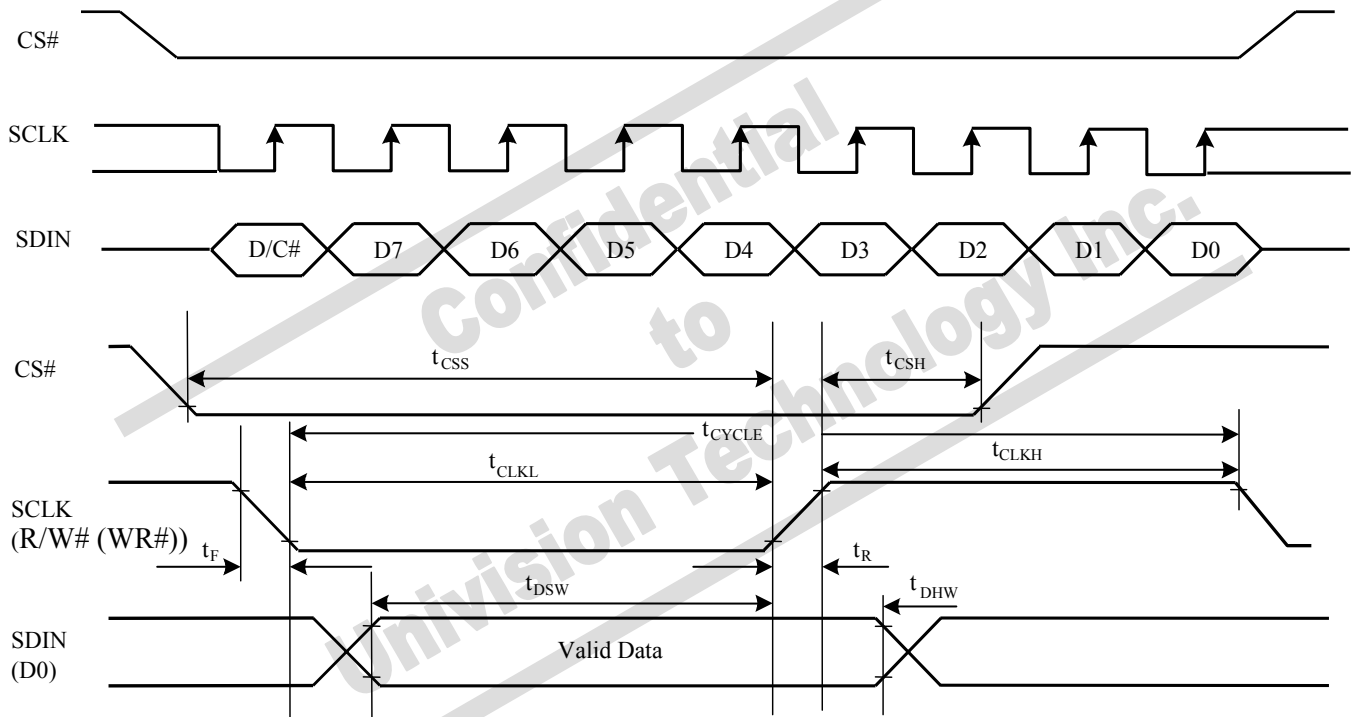 CS#
SCLK
SDIN
D/C# D7 D6 D5 D4 D3 D2 D1 D0
Confidential
to
Univision Technology Inc.
CS#
tCSS
tCSH
tCYCLE
tCLKL
tCLKH
SCLK
(R/W# (WR#))
tF
tR
tDSW
tDHW
SDIN
(D0)
Valid Data